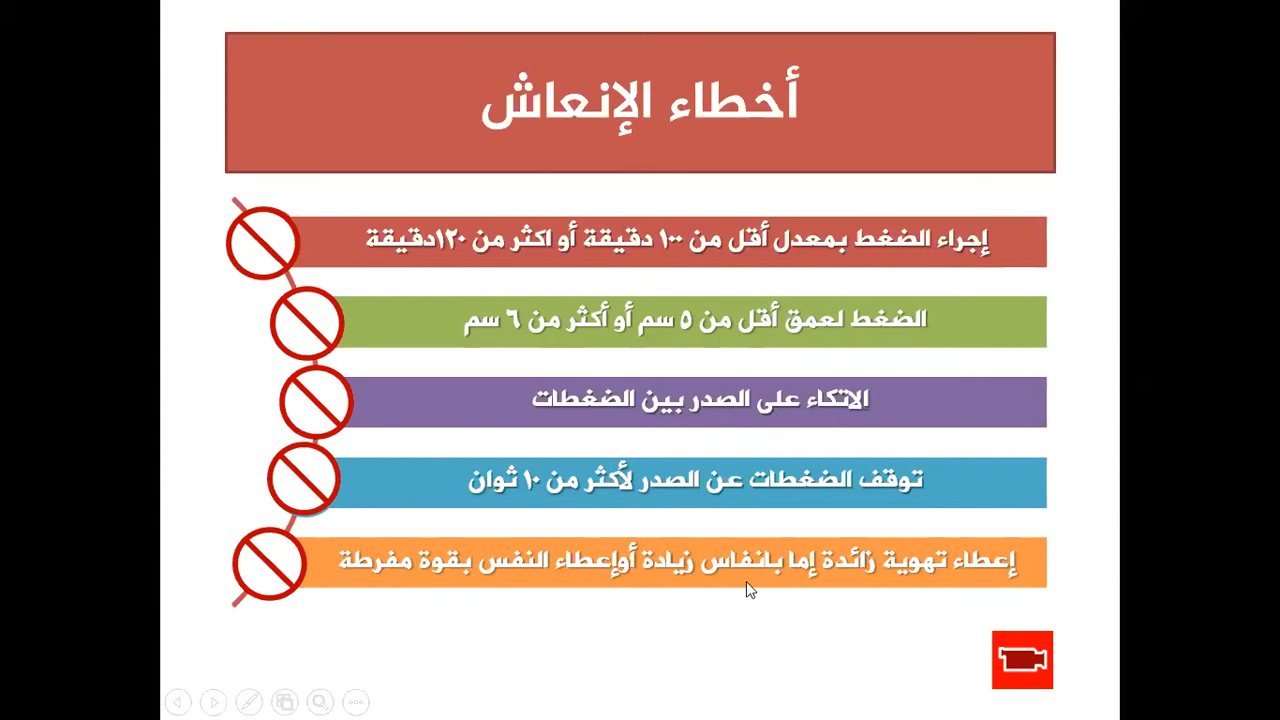 أخطاء الإنعاش
إجراء الضغط بمعدل أقل من ١٠٠ دقيقة أو اكثر من ١٢٠دقيقة
الضغط لعمق أقل من ٥ سم أو أكثر من ٦ سم
الاتكاء على الصدر بين الضغطات
توقف الضغطات عن الصدر لأكثر من ١٠ ثوان
إعطاء تهوية زائدة إما بانفاس زيادة أوإعطاء النفس بقوة مفرطة